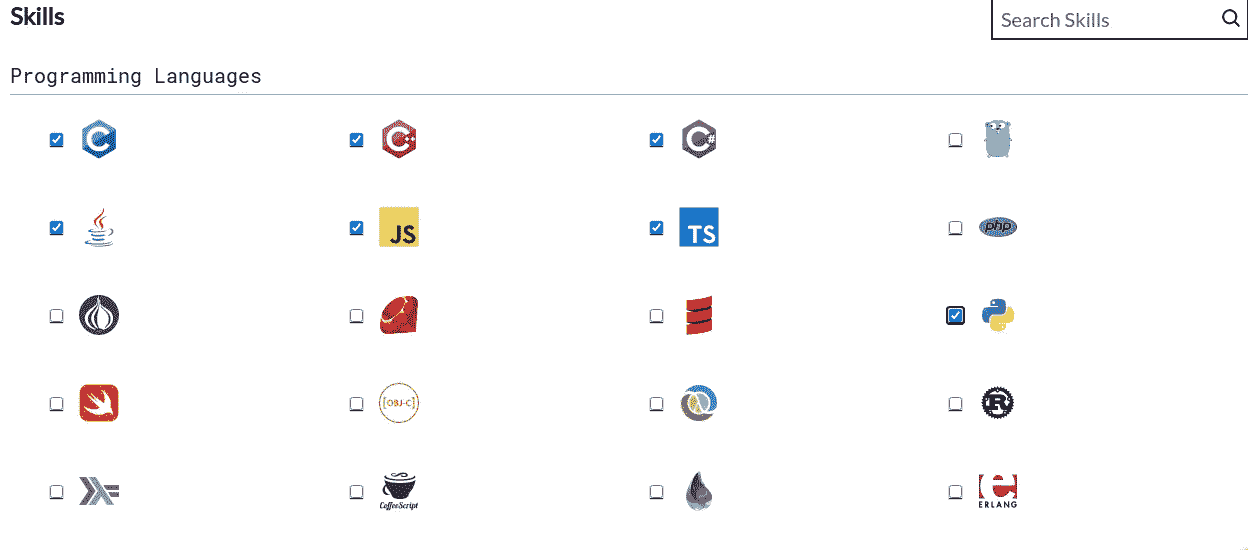 Skills
Search Skills
Programming Languages
C
C++
C#
JS
TS
php
[OBJ-C]
R
CoffeeScript
e
ERLANG